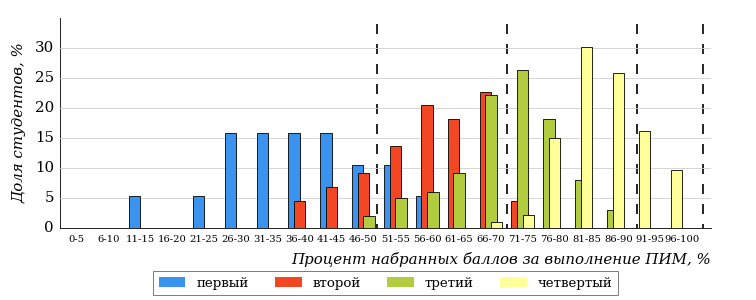 Доля студентов, %
30
25
20
15
10
5
0
0-5 6-10 11-15 16-20 21-25 26-30 31-35 36-40 41-45 46-50 51-55 56-60 61-65 66-70 71-75 76-80 81-85 86-90 91-95 96-100
Процент набранных баллов за выполнение ПИМ, %
первый второй третий четвертый